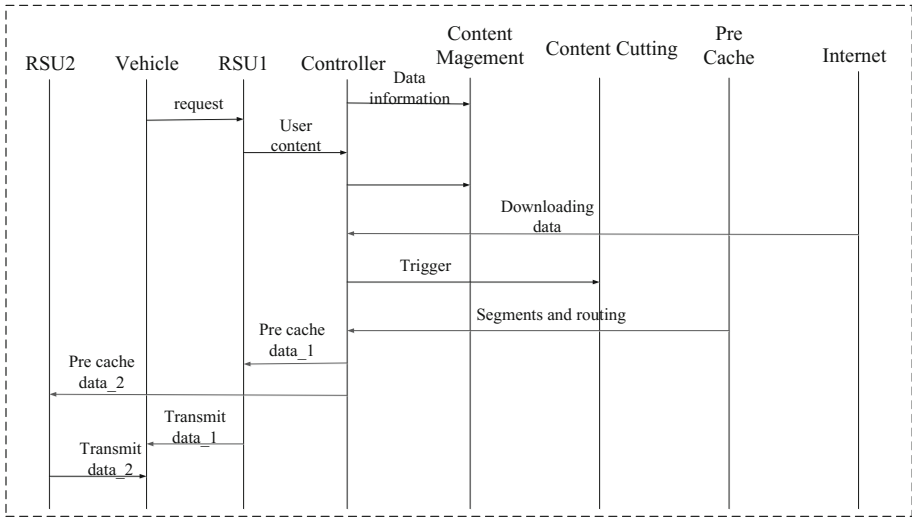 RSU2
Vehicle
RSU1
Controller
Content
Magement
Content Cutting
Pre
Cache
Internet
Data
information
request
User
content
Downloading
data
Trigger
Segments and routing
Pre cache
data_1
Pre cache
data_2
Transmit
data_1
Transmit
data_2